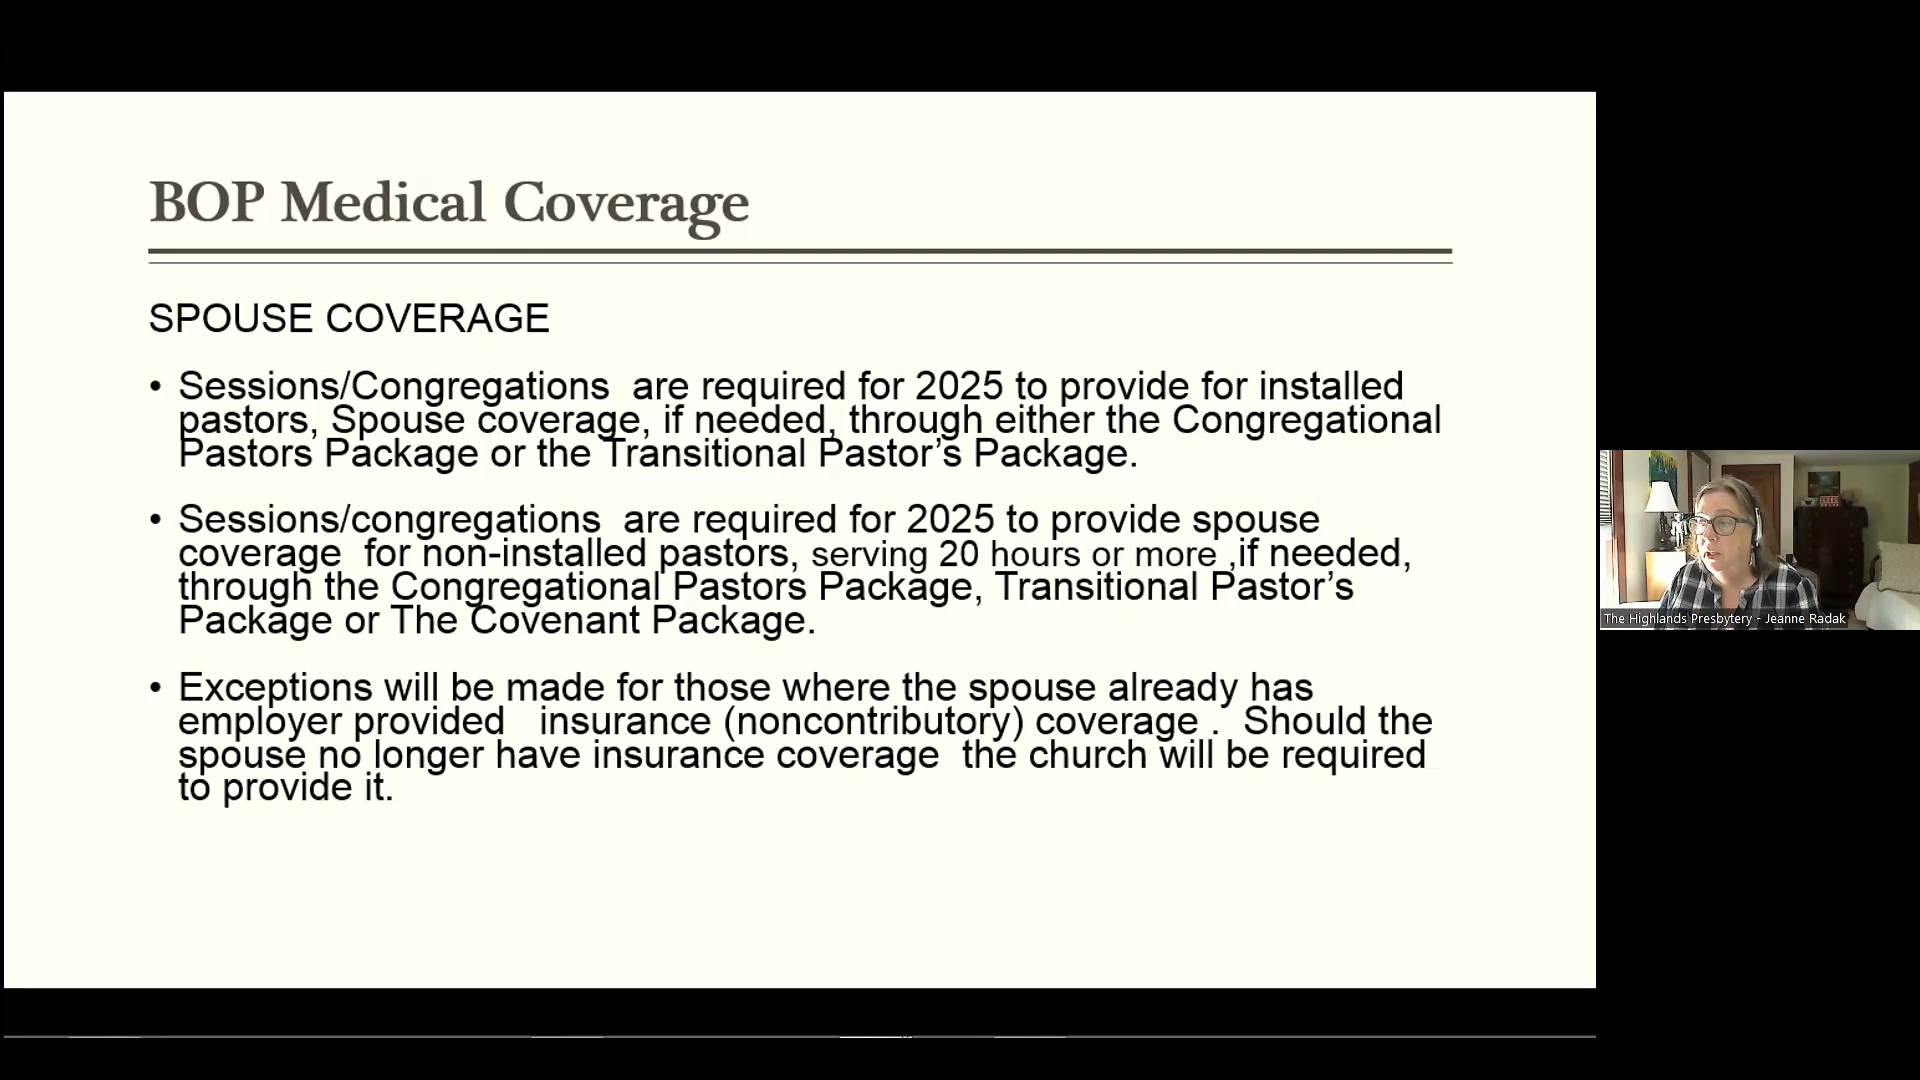 BOP Medical Coverage
SPOUSE COVERAGE
• Sessions/Congregations  are required for 2025 to provide for installed
pastors, Spouse coverage, if needed, through either the Congregational
Pastors Package or the Transitional Pastor’s Package.
• Sessions/congregations  are required for 2025 to provide spouse
coverage  for non-installed pastors, serving 20 hours or more ,if needed,
through the Congregational Pastors Package, Transitional Pastor’s
Package or The Covenant Package.
• Exceptions will be made for those where the spouse already has
employer provided   insurance (noncontributory) coverage .  Should the
spouse no longer have insurance coverage  the church will be required
to provide it.
The Highlands Presbytery - Jeanne Radak